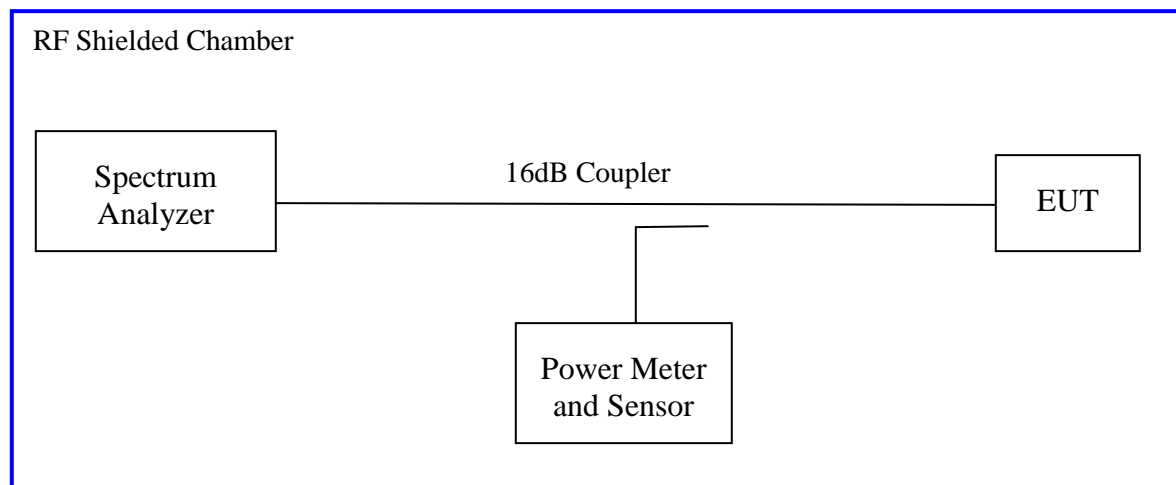 RF Shielded Chamber
16dB Coupler
Spectrum
Analyzer
EUT
Power Meter
and Sensor